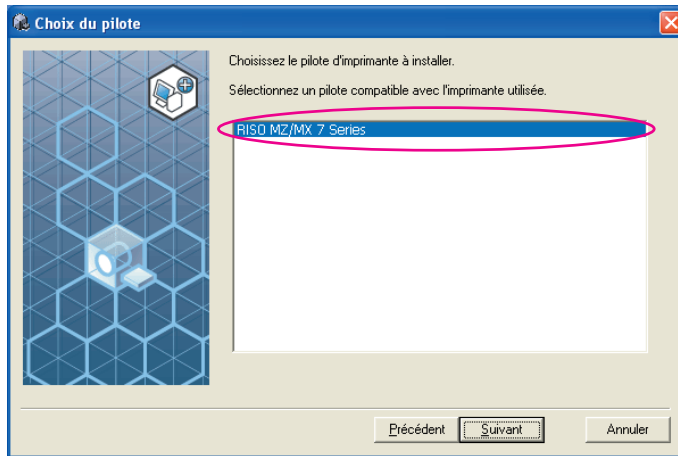 Choix du pilote
Choisissez le pilote d'imprimante à installer.
Sélectionnez un pilote compatible avec l'imprimante utilisée.
RISO MZ/MX 7 Series
Précédent
Suivant
Annuler